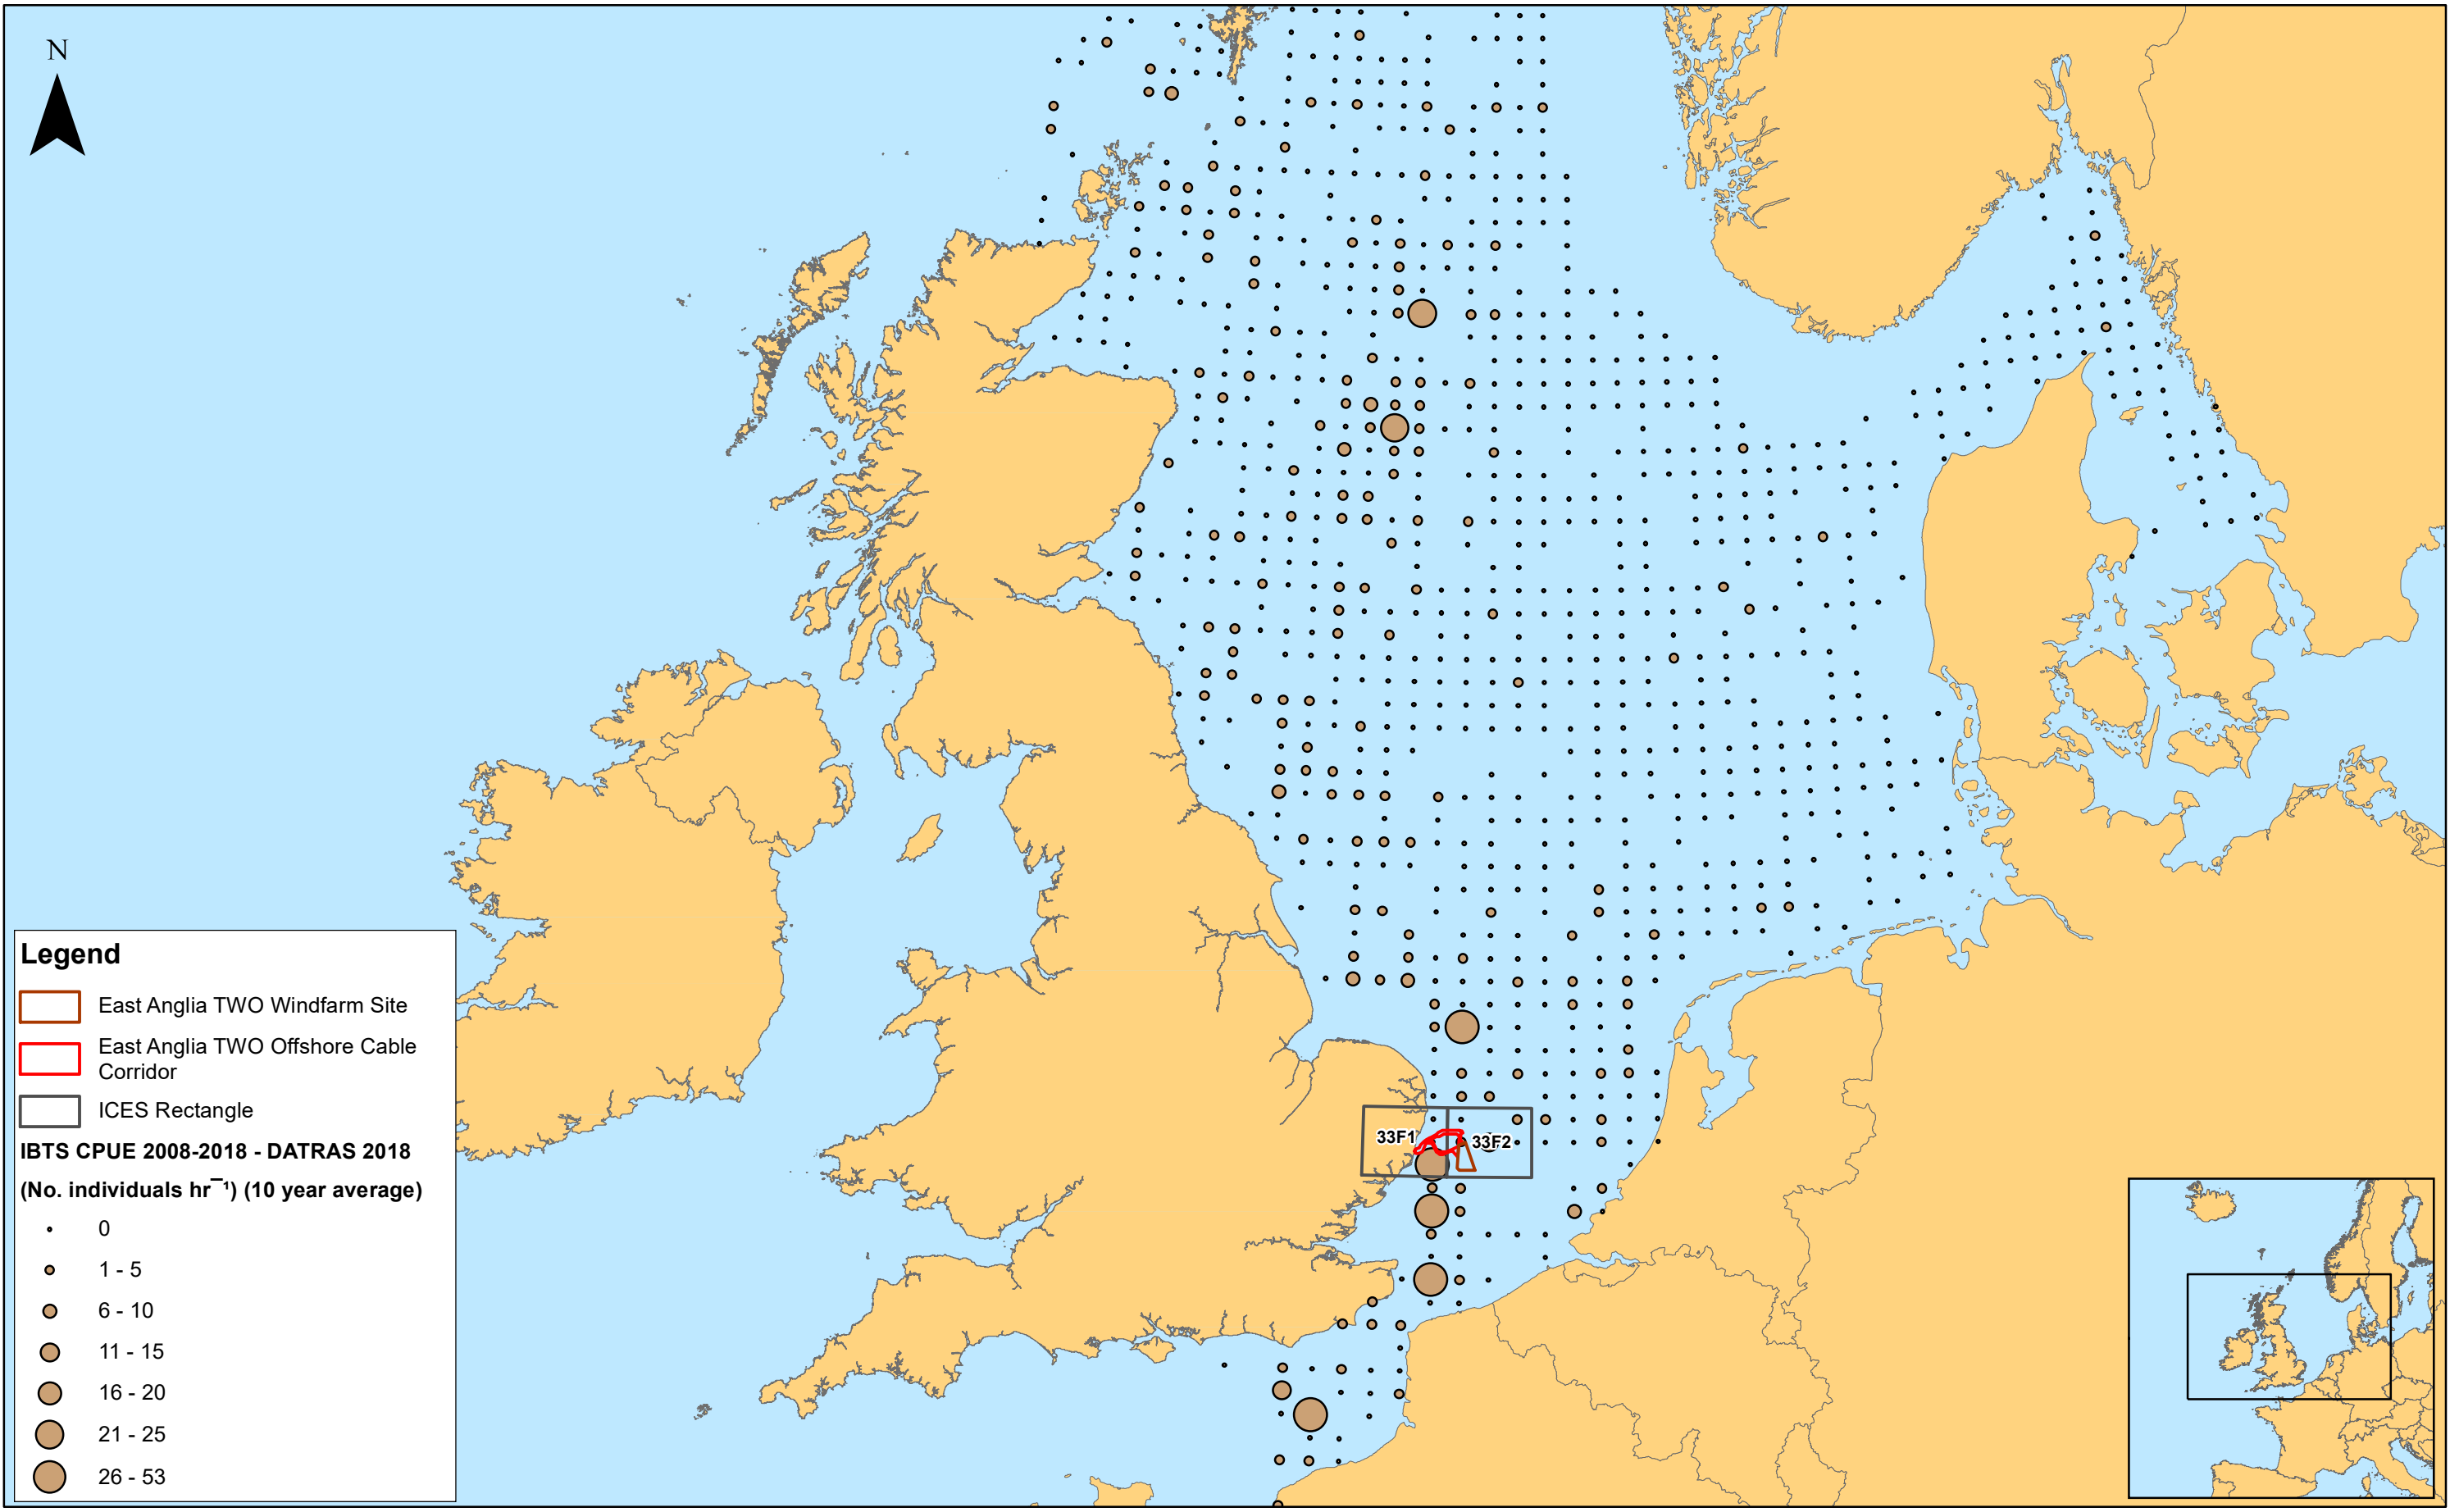 N
33F1
33F2
Legend
East Anglia TWO Windfarm Site
East Anglia TWO Offshore Cable
Corridor
ICES Rectangle
IBTS CPUE 2008-2018 - DATRAS 2018
(No. individuals hr¯¹) (10 year average)
0
1 - 5
6 - 10
11 - 15
16 - 20
21 - 25
26 - 53